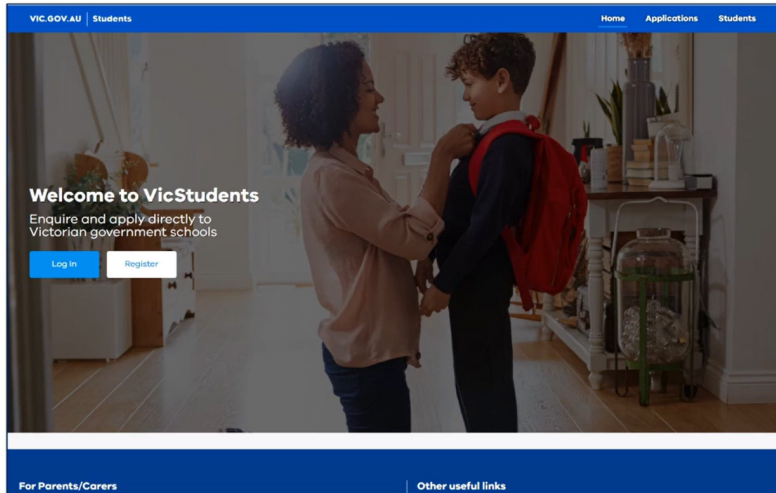 VIC.GOV.AU Students
Home Applications Students
Welcome to VicStudents
Enquire and apply directly to
Victorian government schools
Log In Register
For Parents/Carers
Other useful links